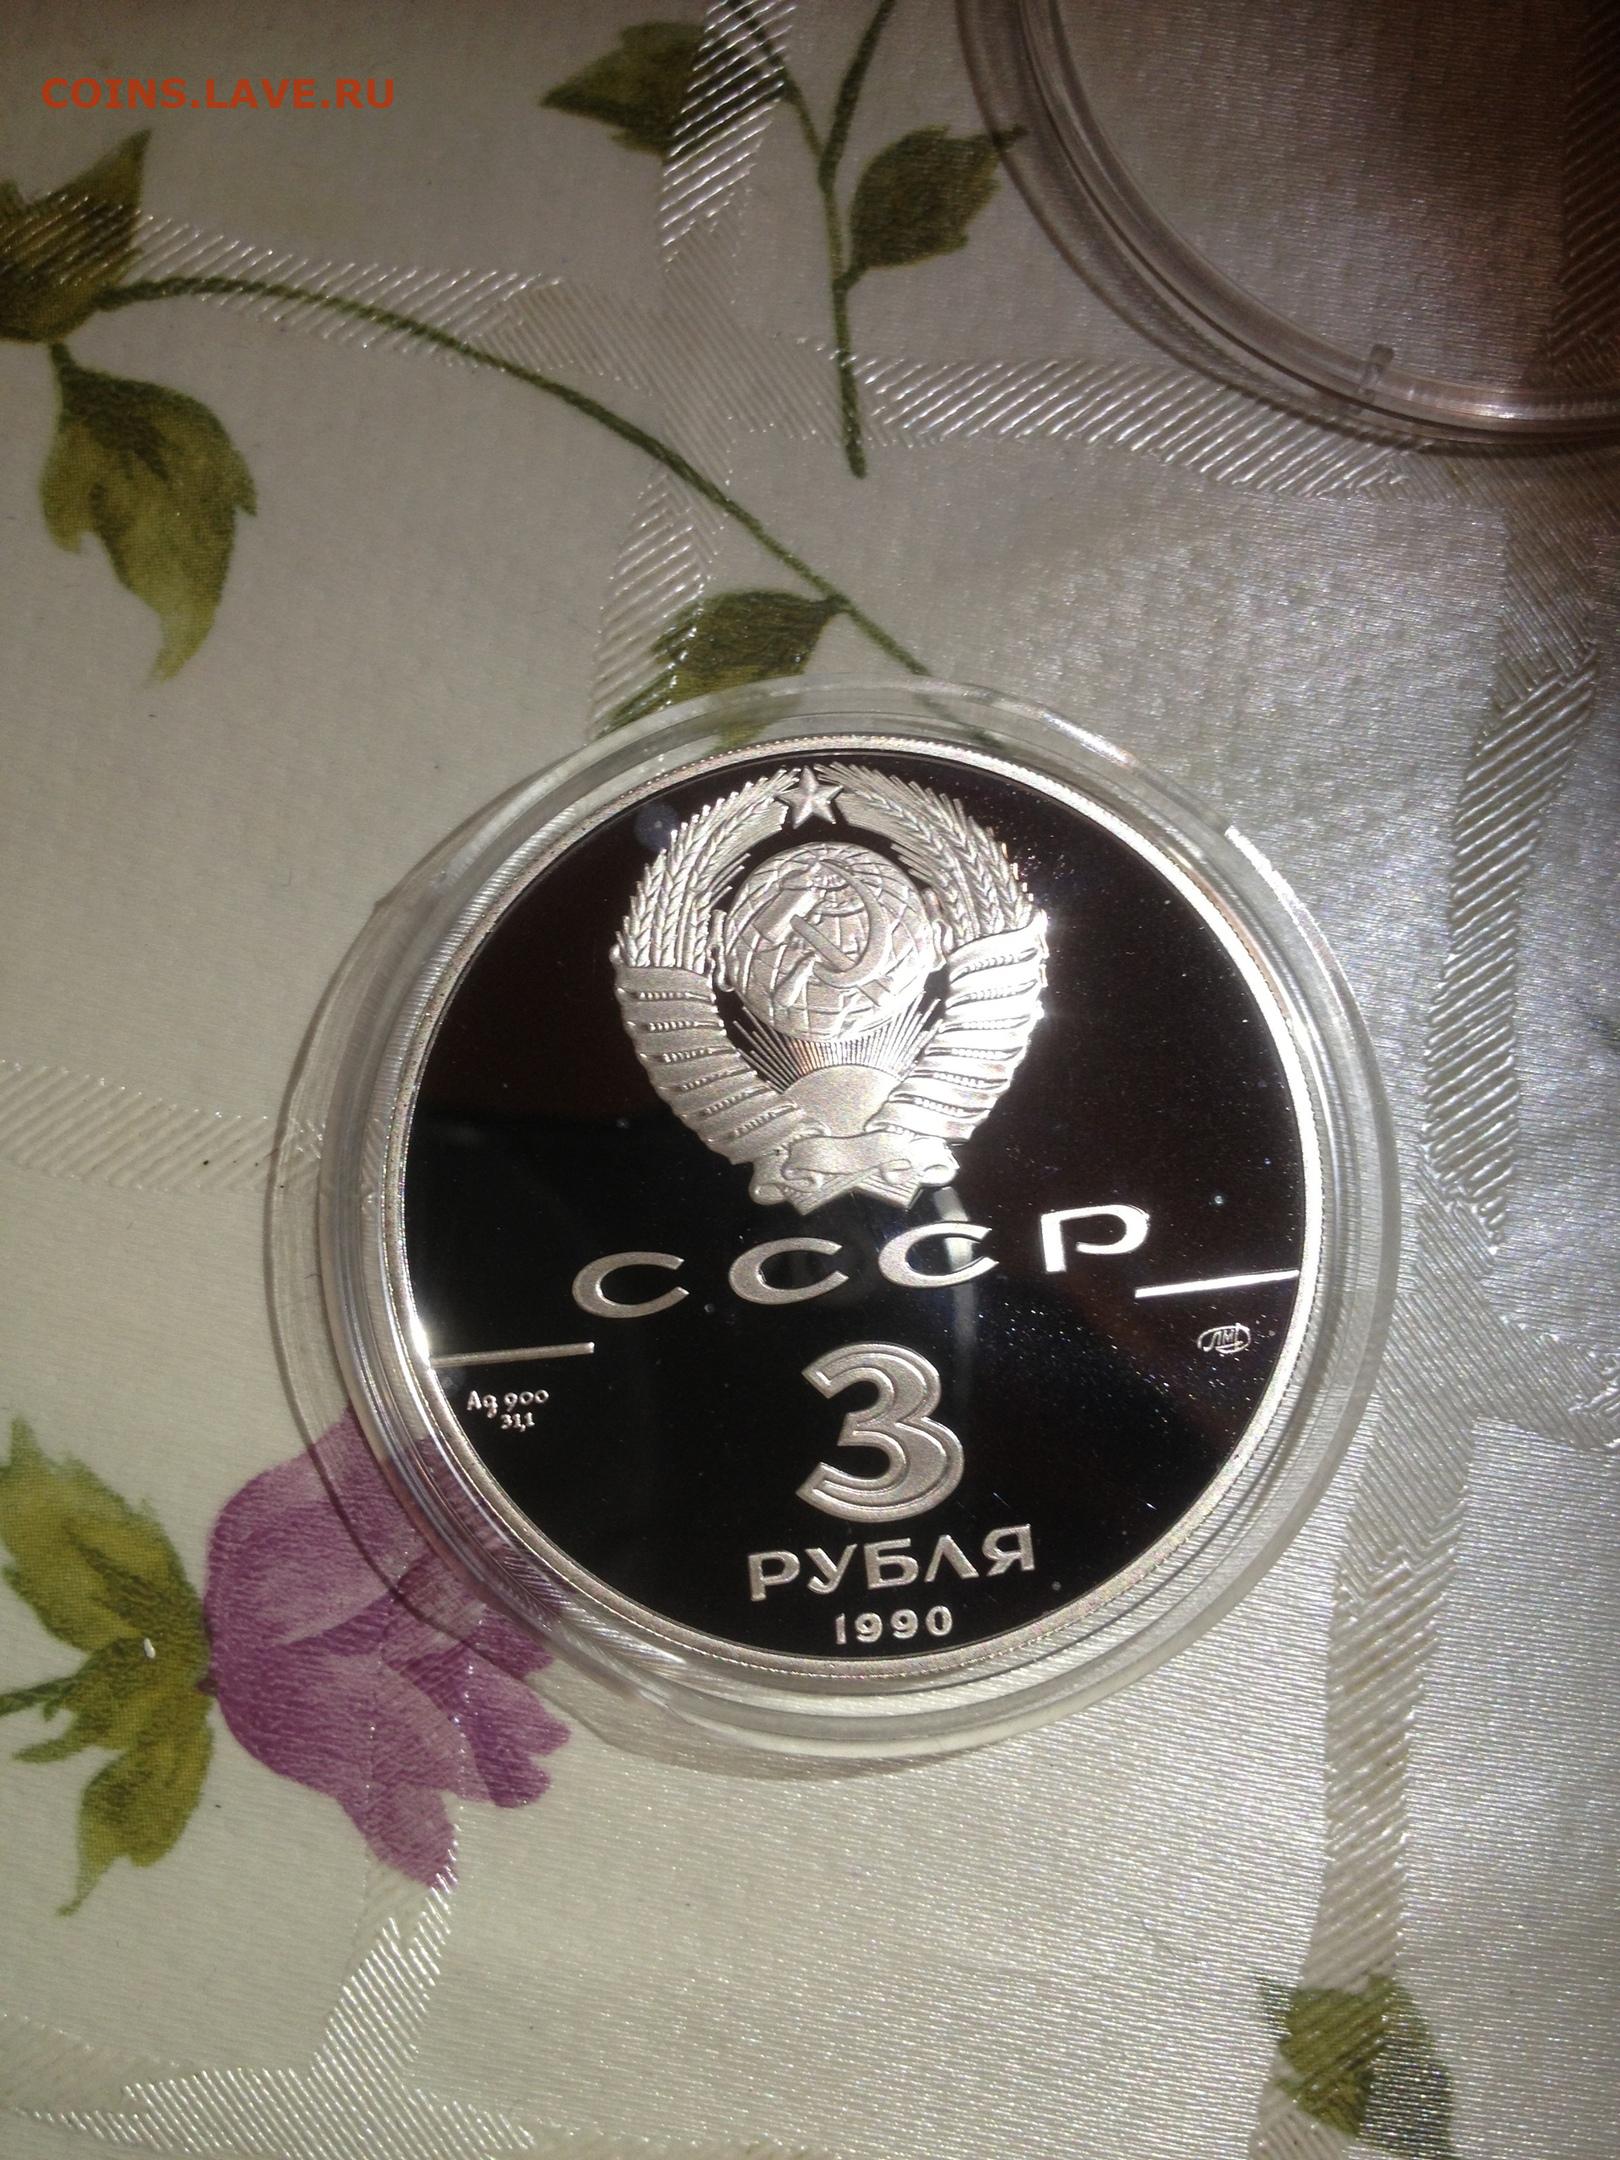 COINS.LAVE.RU
СССР
Ag 900
31,1
ЛМД
3
РУБЛЯ
1990